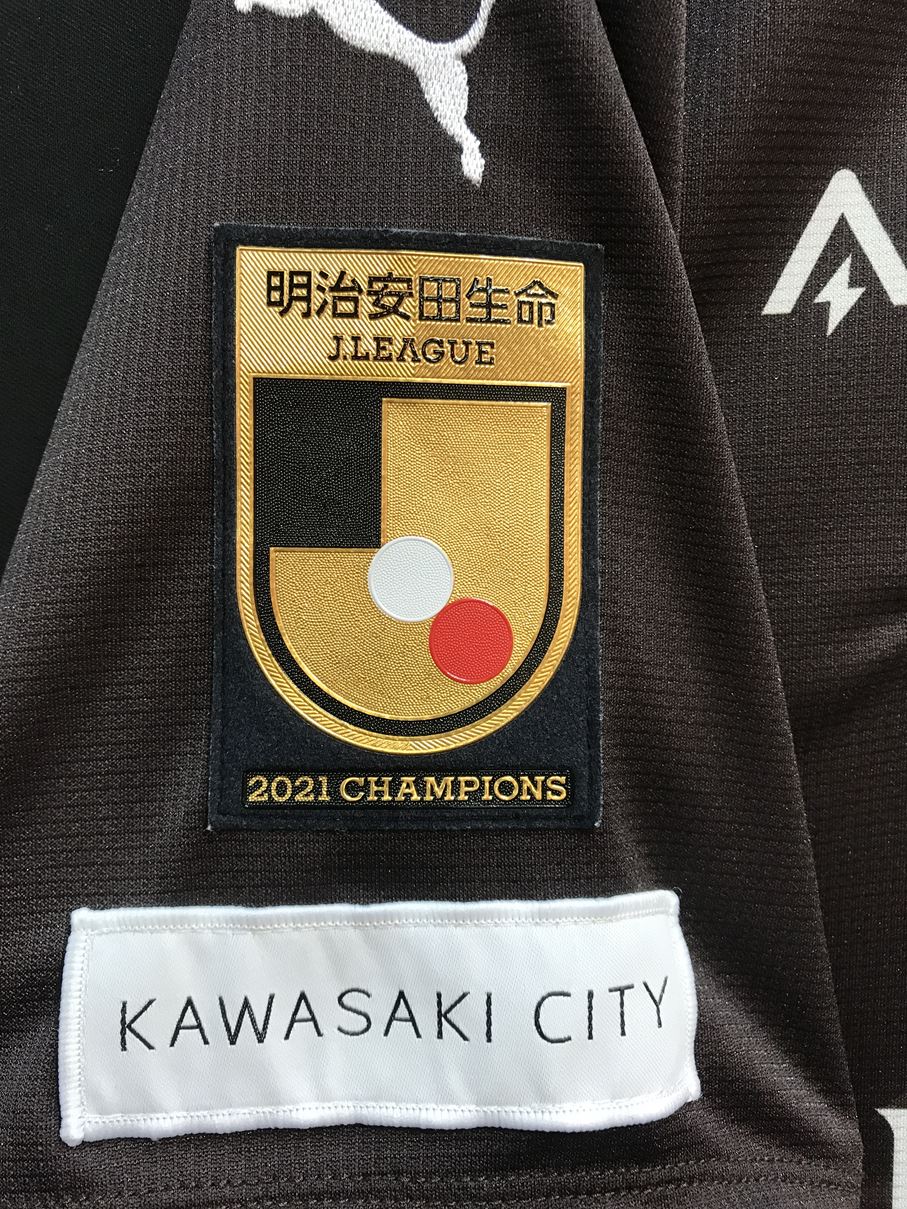 明治安田生命
J.LEAGUE
2021 CHAMPIONS
KAWASAKI CITY